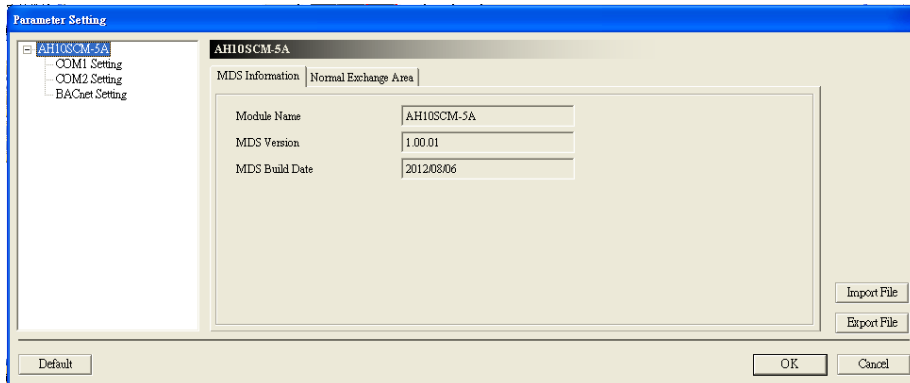 Parameter Setting
AH10SCM-5A
COM1 Setting
COM2 Setting
BACnet Setting
AH10SCM-5A
MDS Information Normal Exchange Area
Module Name AH10SCM-5A
MDS Version 1.00.01
MDS Build Date 2012/08/06
Import File
Export File
Default OK Cancel